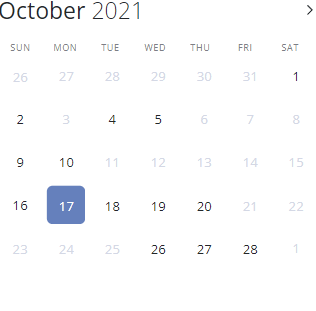 October 2021
SUN MON TUE WED THU FRI SAT
26 27 28 29 30 31 1
2 3 4 5 6 7 8
9 10 11 12 13 14 15
16 17 18 19 20 21 22
23 24 25 26 27 28 1